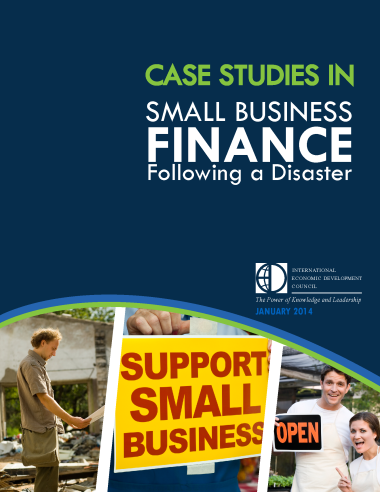 CASE STUDIES IN
SMALL BUSINESS
FINANCE
Following a Disaster
INTERNATIONAL
ECONOMIC DEVELOPMENT
COUNCIL
The Power of Knowledge and Leadership
JANUARY 2014
SUPPORT
SMALL
BUSINESS
OPEN